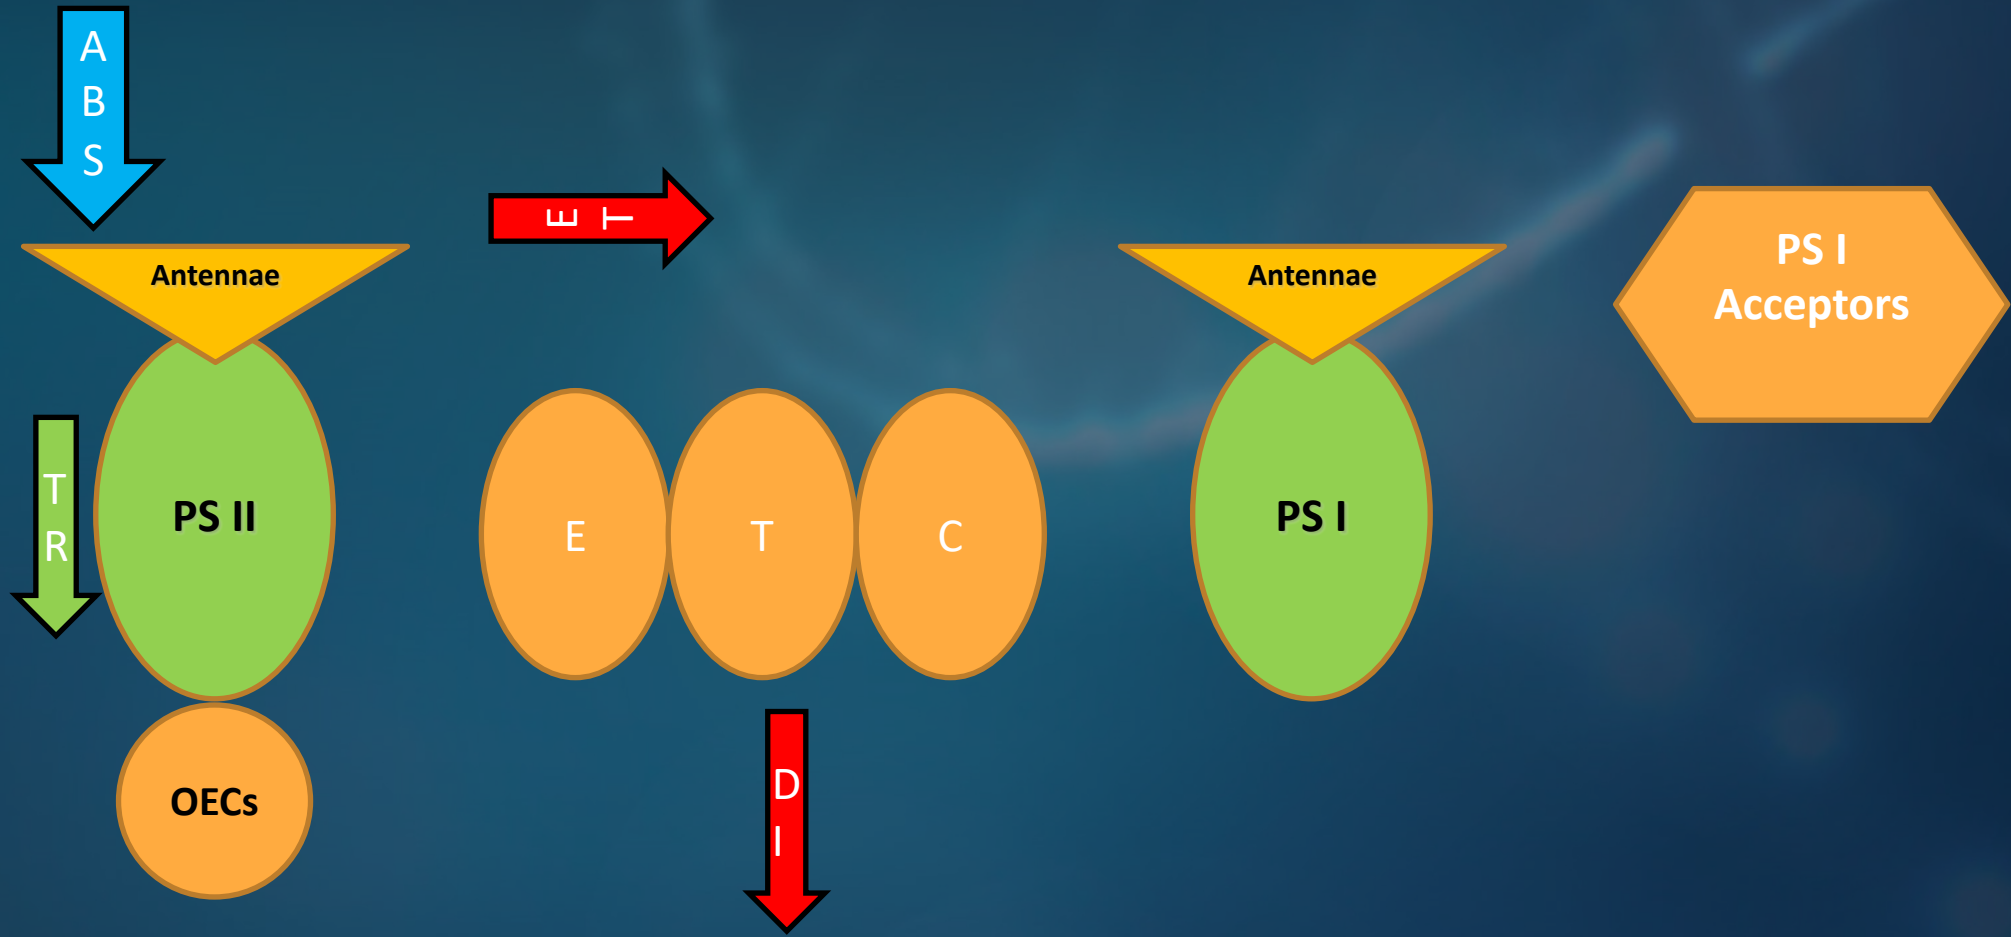 A
B
S
E T
Antennae
Antennae
PS I
Acceptors
T
R
PS II
E
T
C
PS I
D
I
OECs